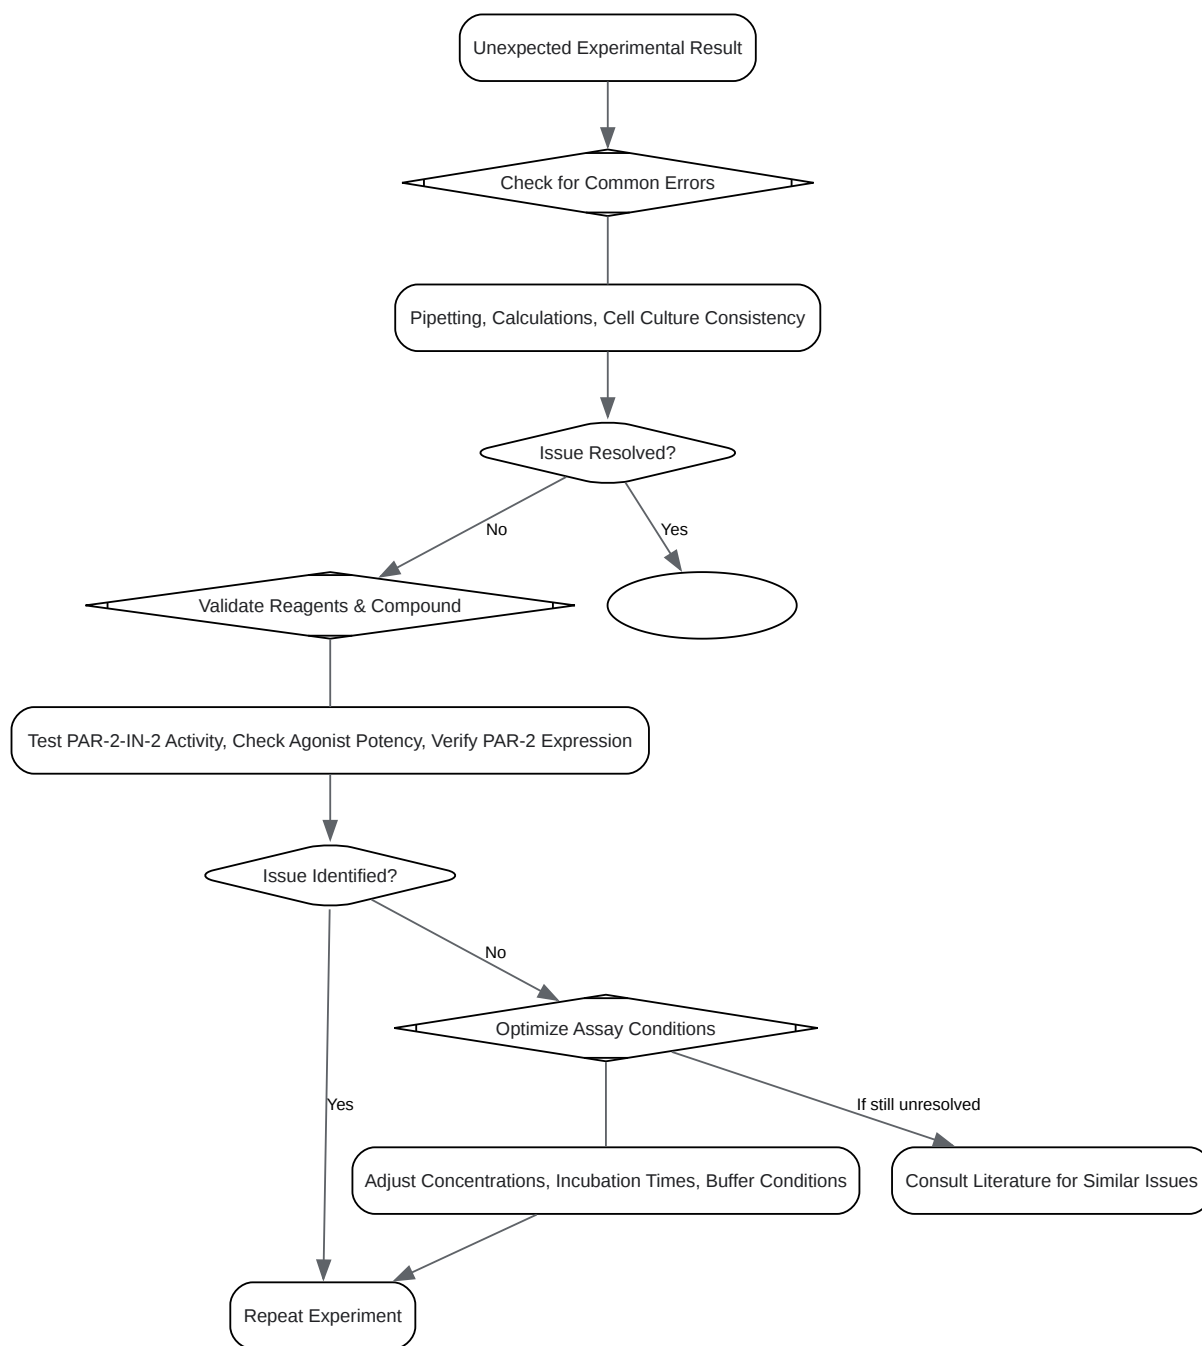 Unexpected Experimental Result
Check for Common Errors
Pipetting, Calculations, Cell Culture Consistency
Issue Resolved?
No
Yes
Validate Reagents & Compound
Test PAR-2-IN-2 Activity, Check Agonist Potency, Verify PAR-2 Expression
Issue Identified?
No
Optimize Assay Conditions
Yes
If still unresolved
Adjust Concentrations, Incubation Times, Buffer Conditions
Consult Literature for Similar Issues
Repeat Experiment